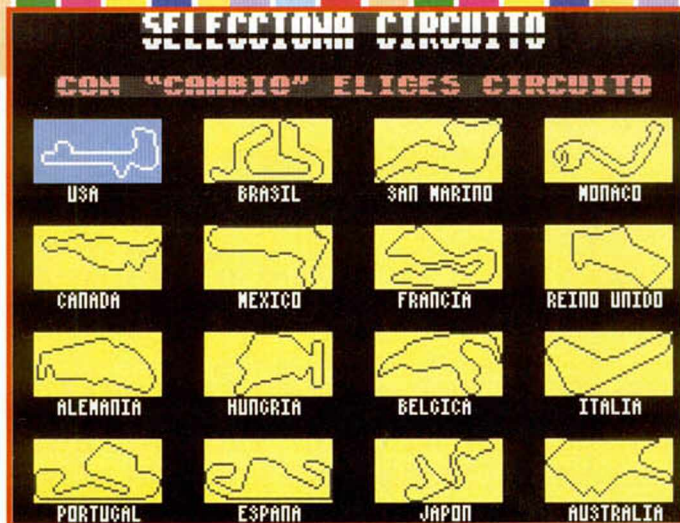 SELECCIONA CIRCUITO
CON "CAMBIO" ELIGES CIRCUITO
USA BRASIL SAN MARINO MONACO
CANADA MEXICO FRANCIA REINO UNIDO
ALEMANIA HUNGRIA BELGICA ITALIA
PORTUGAL ESPAÑA JAPON AUSTRALIA